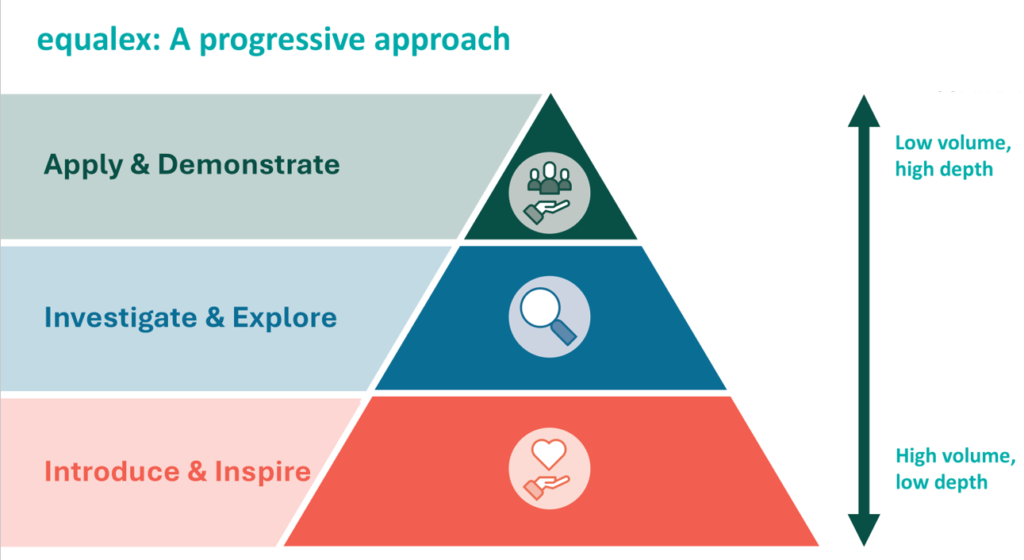 equalex: A progressive approach
Apply & Demonstrate
Low volume,
high depth
Investigate & Explore
Introduce & Inspire
High volume,
low depth